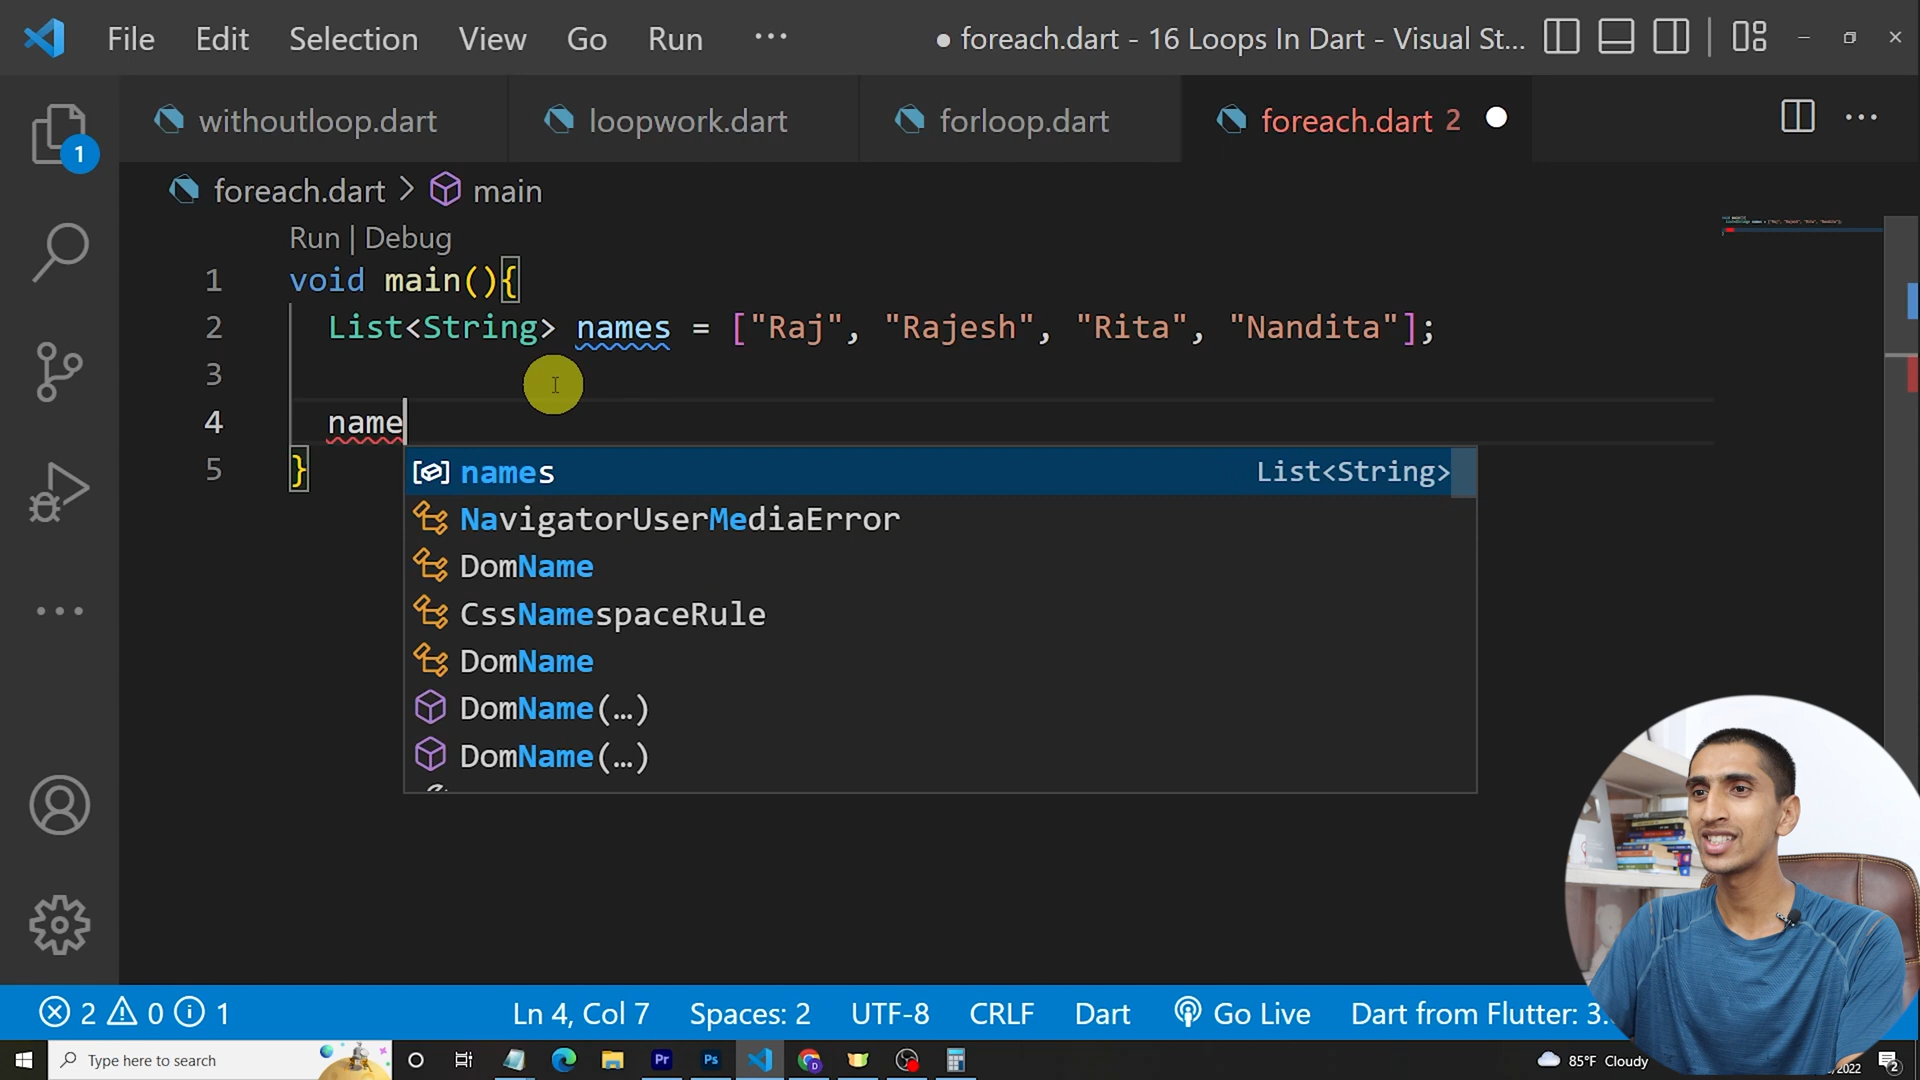 File Edit Selection View Go Run ··· ● foreach.dart - 16 Loops In Dart - Visual St...
withoutloop.dart loopwork.dart forloop.dart foreach.dart 2
1
foreach.dart > main
Run | Debug
1 void main(){
2 List<String> names = ["Raj", "Rajesh", "Rita", "Nandita"];
3
4 name
5 }
names List<String>
NavigatorUserMediaError
DomName
CssNamespaceRule
DomName
DomName(…)
DomName(…)
2 0 1 Ln 4, Col 7 Spaces: 2 UTF-8 CRLF Dart Go Live Dart from Flutter: 3.
Type here to search Pr Ps 85°F Cloudy /2022 2